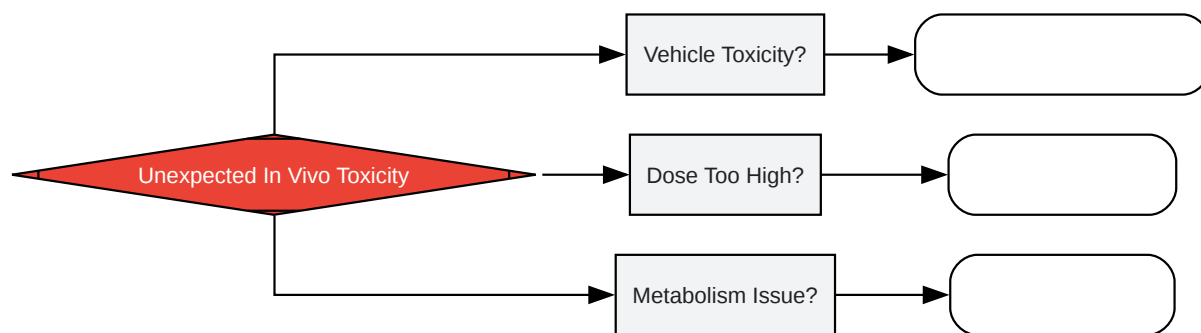 Vehicle Toxicity?
Unexpected In Vivo Toxicity
Dose Too High?
Metabolism Issue?